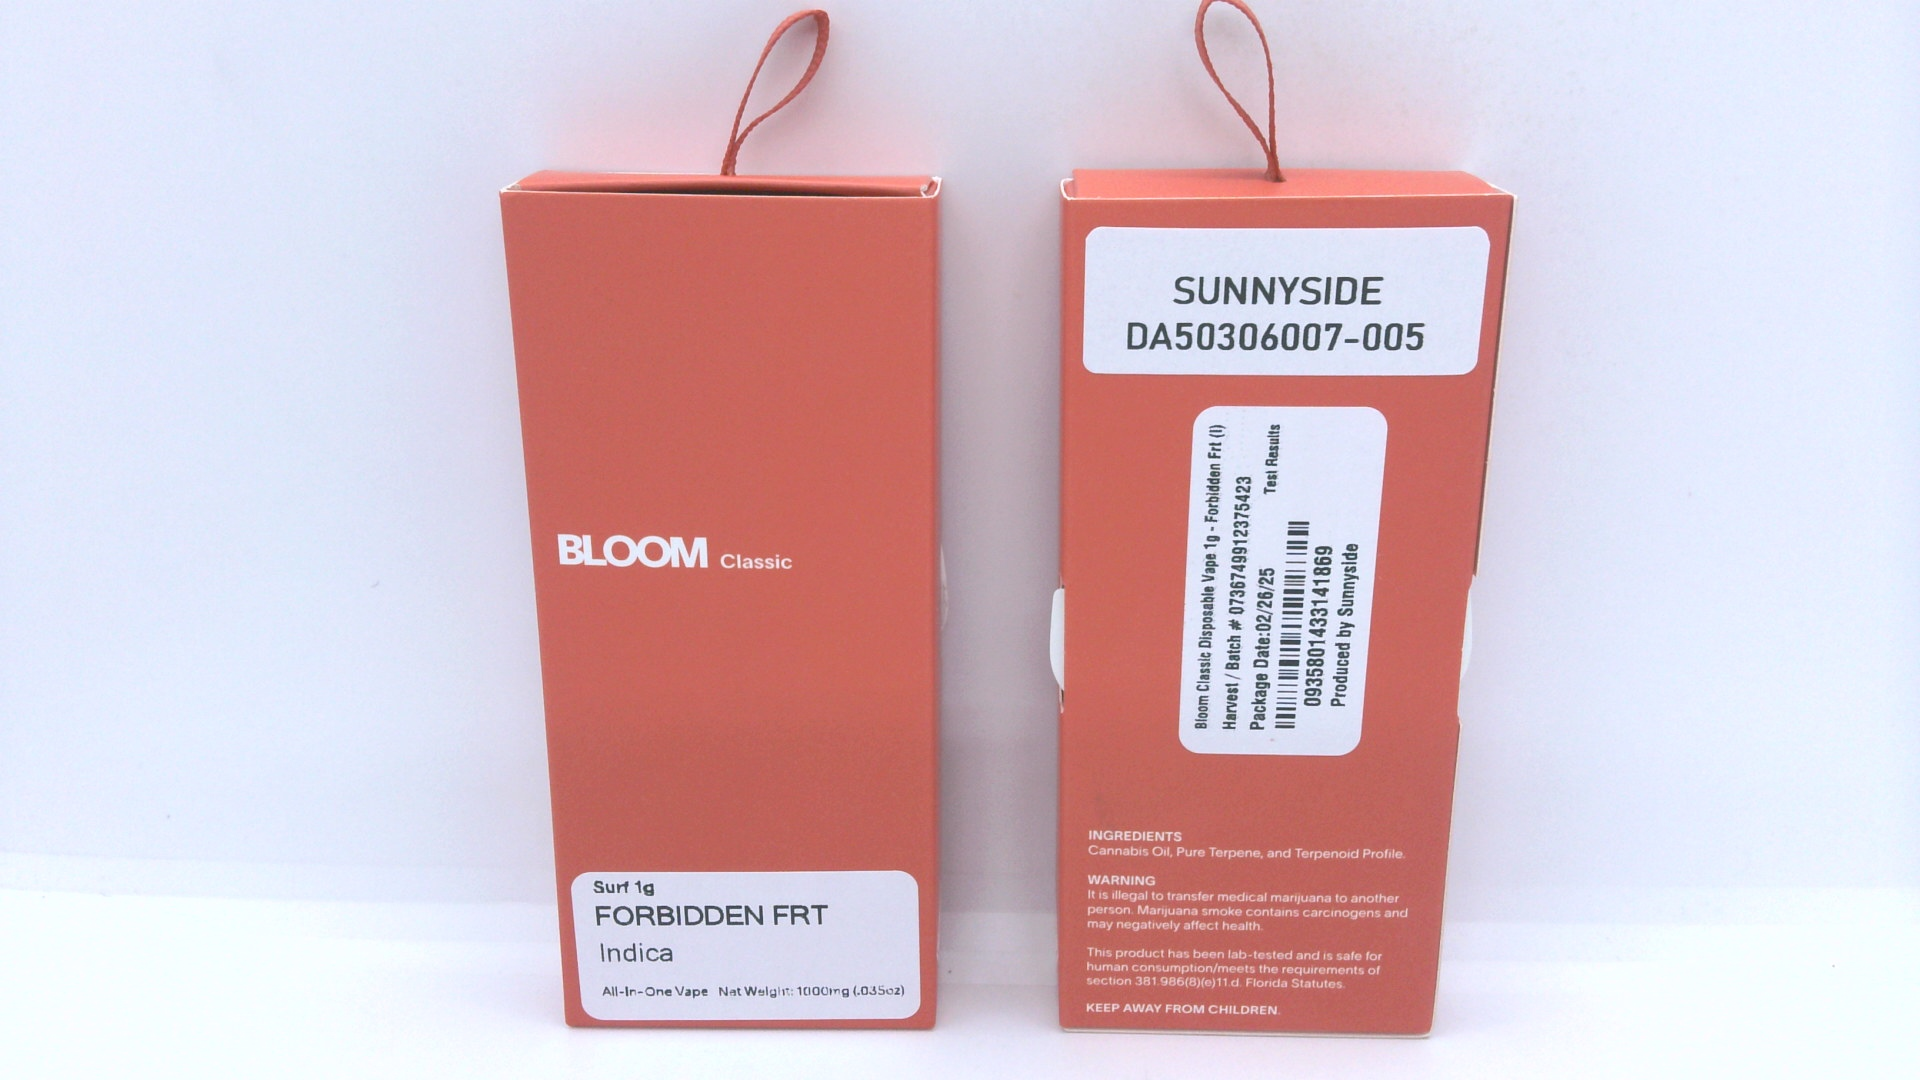 BLOOM Classic
Surf 1g
FORBIDDEN FRT
Indica
All-In-One Vape Net Weight: 1000mg (.035oz)
SUNNYSIDE
DA50306007-005
Bloom Classic Disposable Vape 1g - Forbidden Frt (I)
Harvest / Batch # 0736749912375423
Package Date:02/26/25 Test Results
0935801433141869
Produced by Sunnyside
INGREDIENTS
Cannabis Oil, Pure Terpene, and Terpenoid Profile.
WARNING
It is illegal to transfer medical marijuana to another
person. Marijuana smoke contains carcinogens and
may negatively affect health.
This product has been lab-tested and is safe for
human consumption/meets the requirements of
section 381.986(8)(e)11.d. Florida Statutes.
KEEP AWAY FROM CHILDREN.